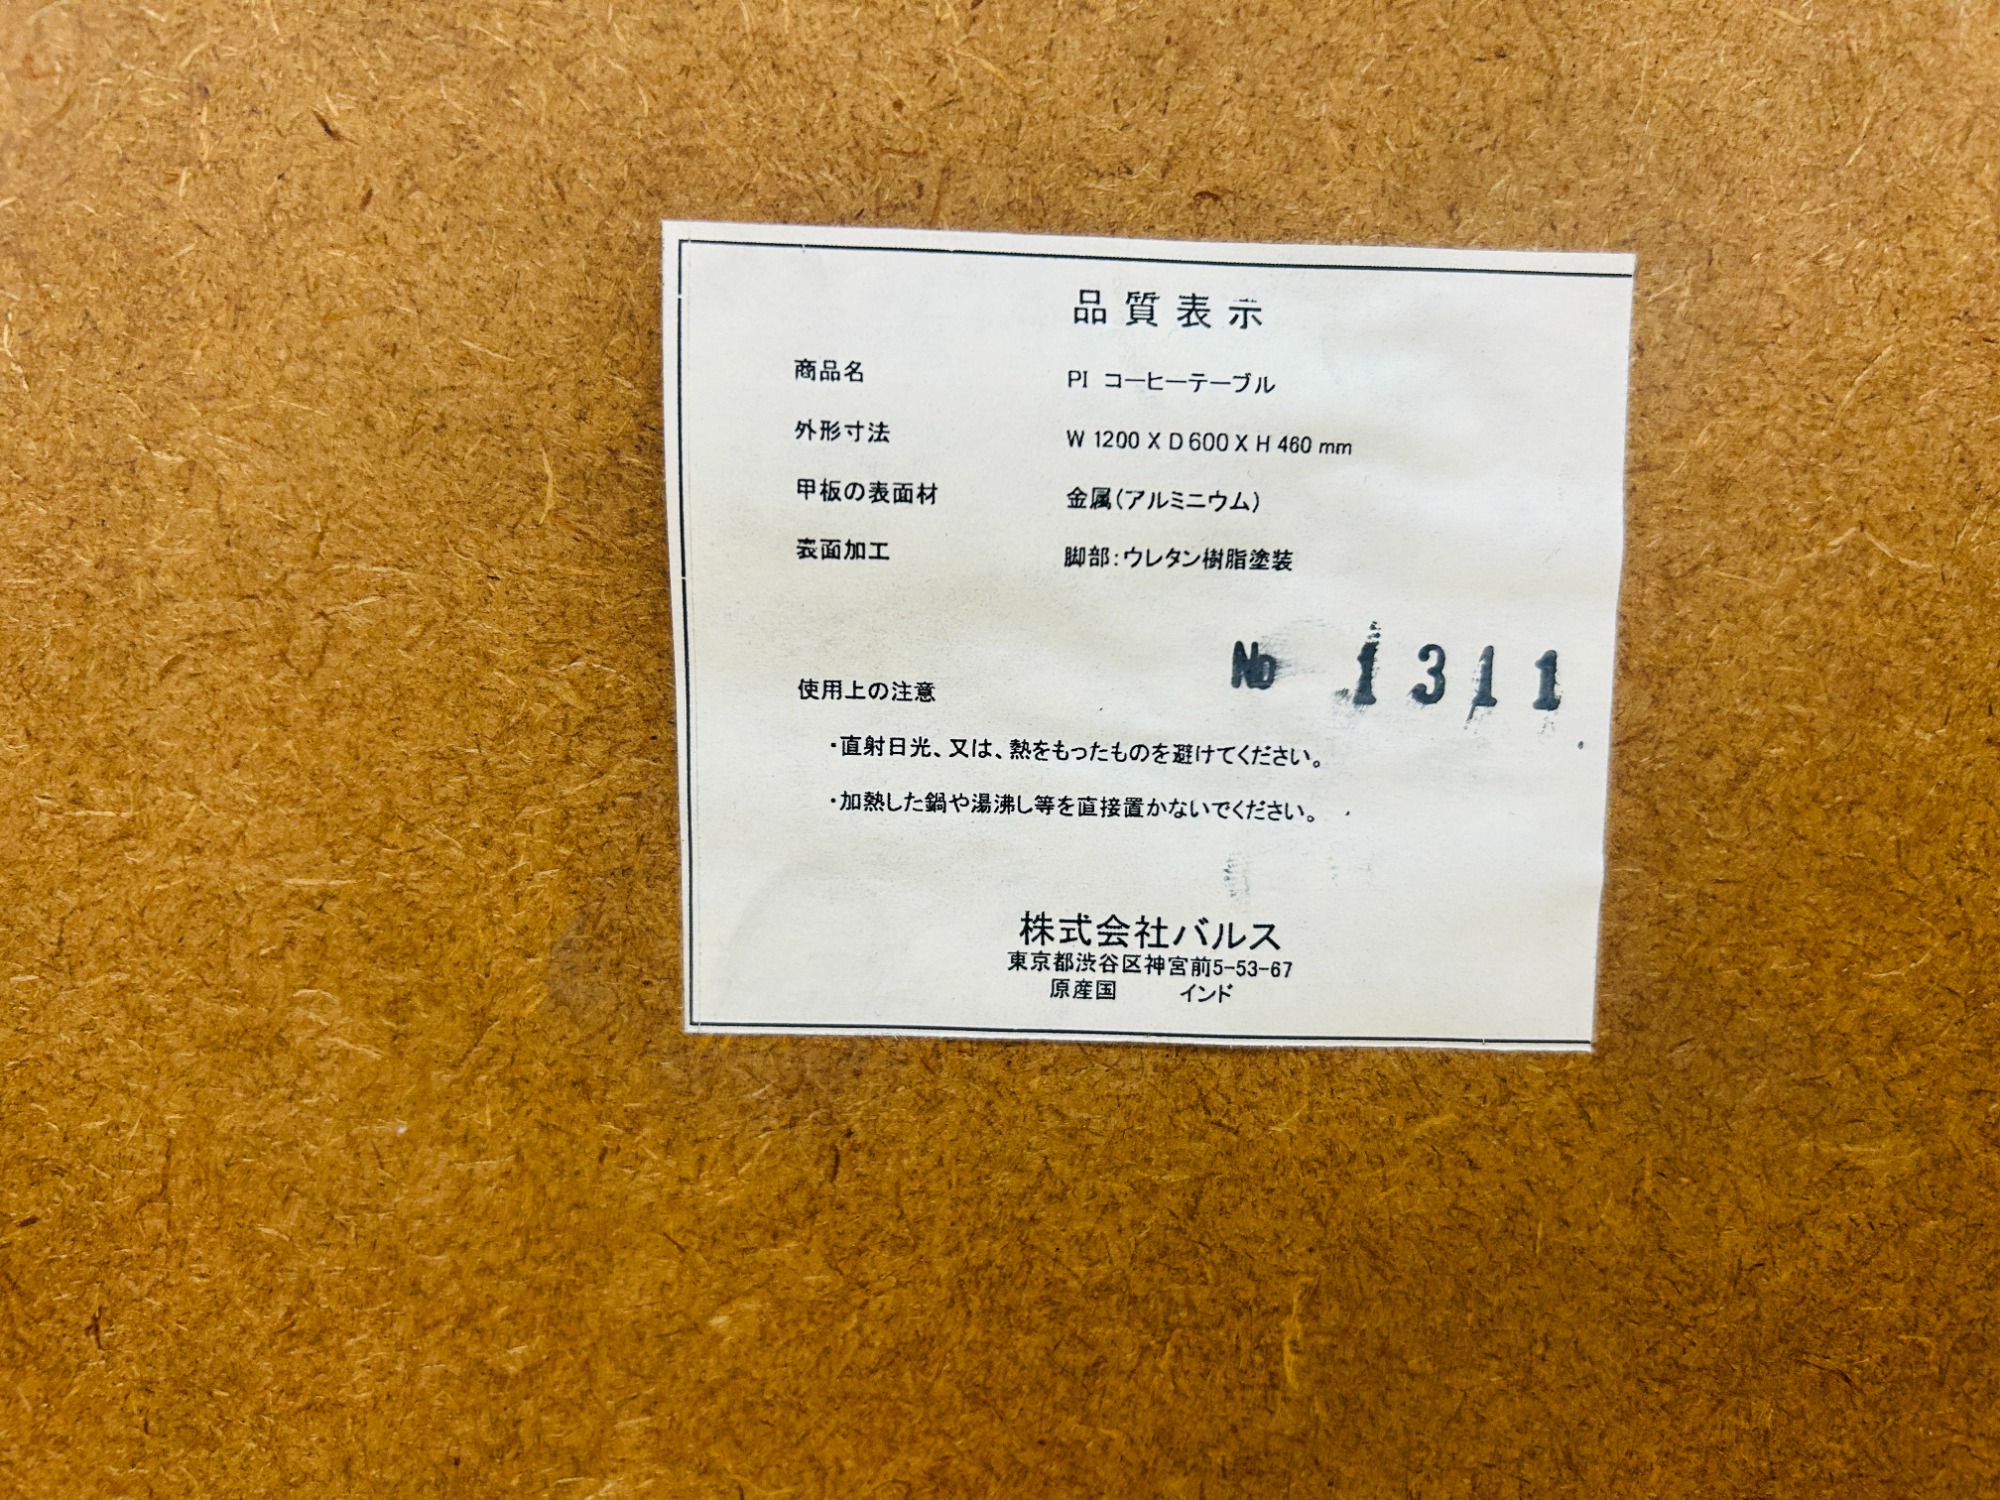 品質表示
商品名 PI コーヒーテーブル
外形寸法 W 1200 X D 600 X H 460 mm
甲板の表面材 金属(アルミニウム)
表面加工 脚部:ウレタン樹脂塗装
No 1311
使用上の注意
・直射日光、又は、熱をもったものを避けてください。
・加熱した鍋や湯沸し等を直接置かないでください。
株式会社バルス
東京都渋谷区神宮前5-53-67
原産国 インド